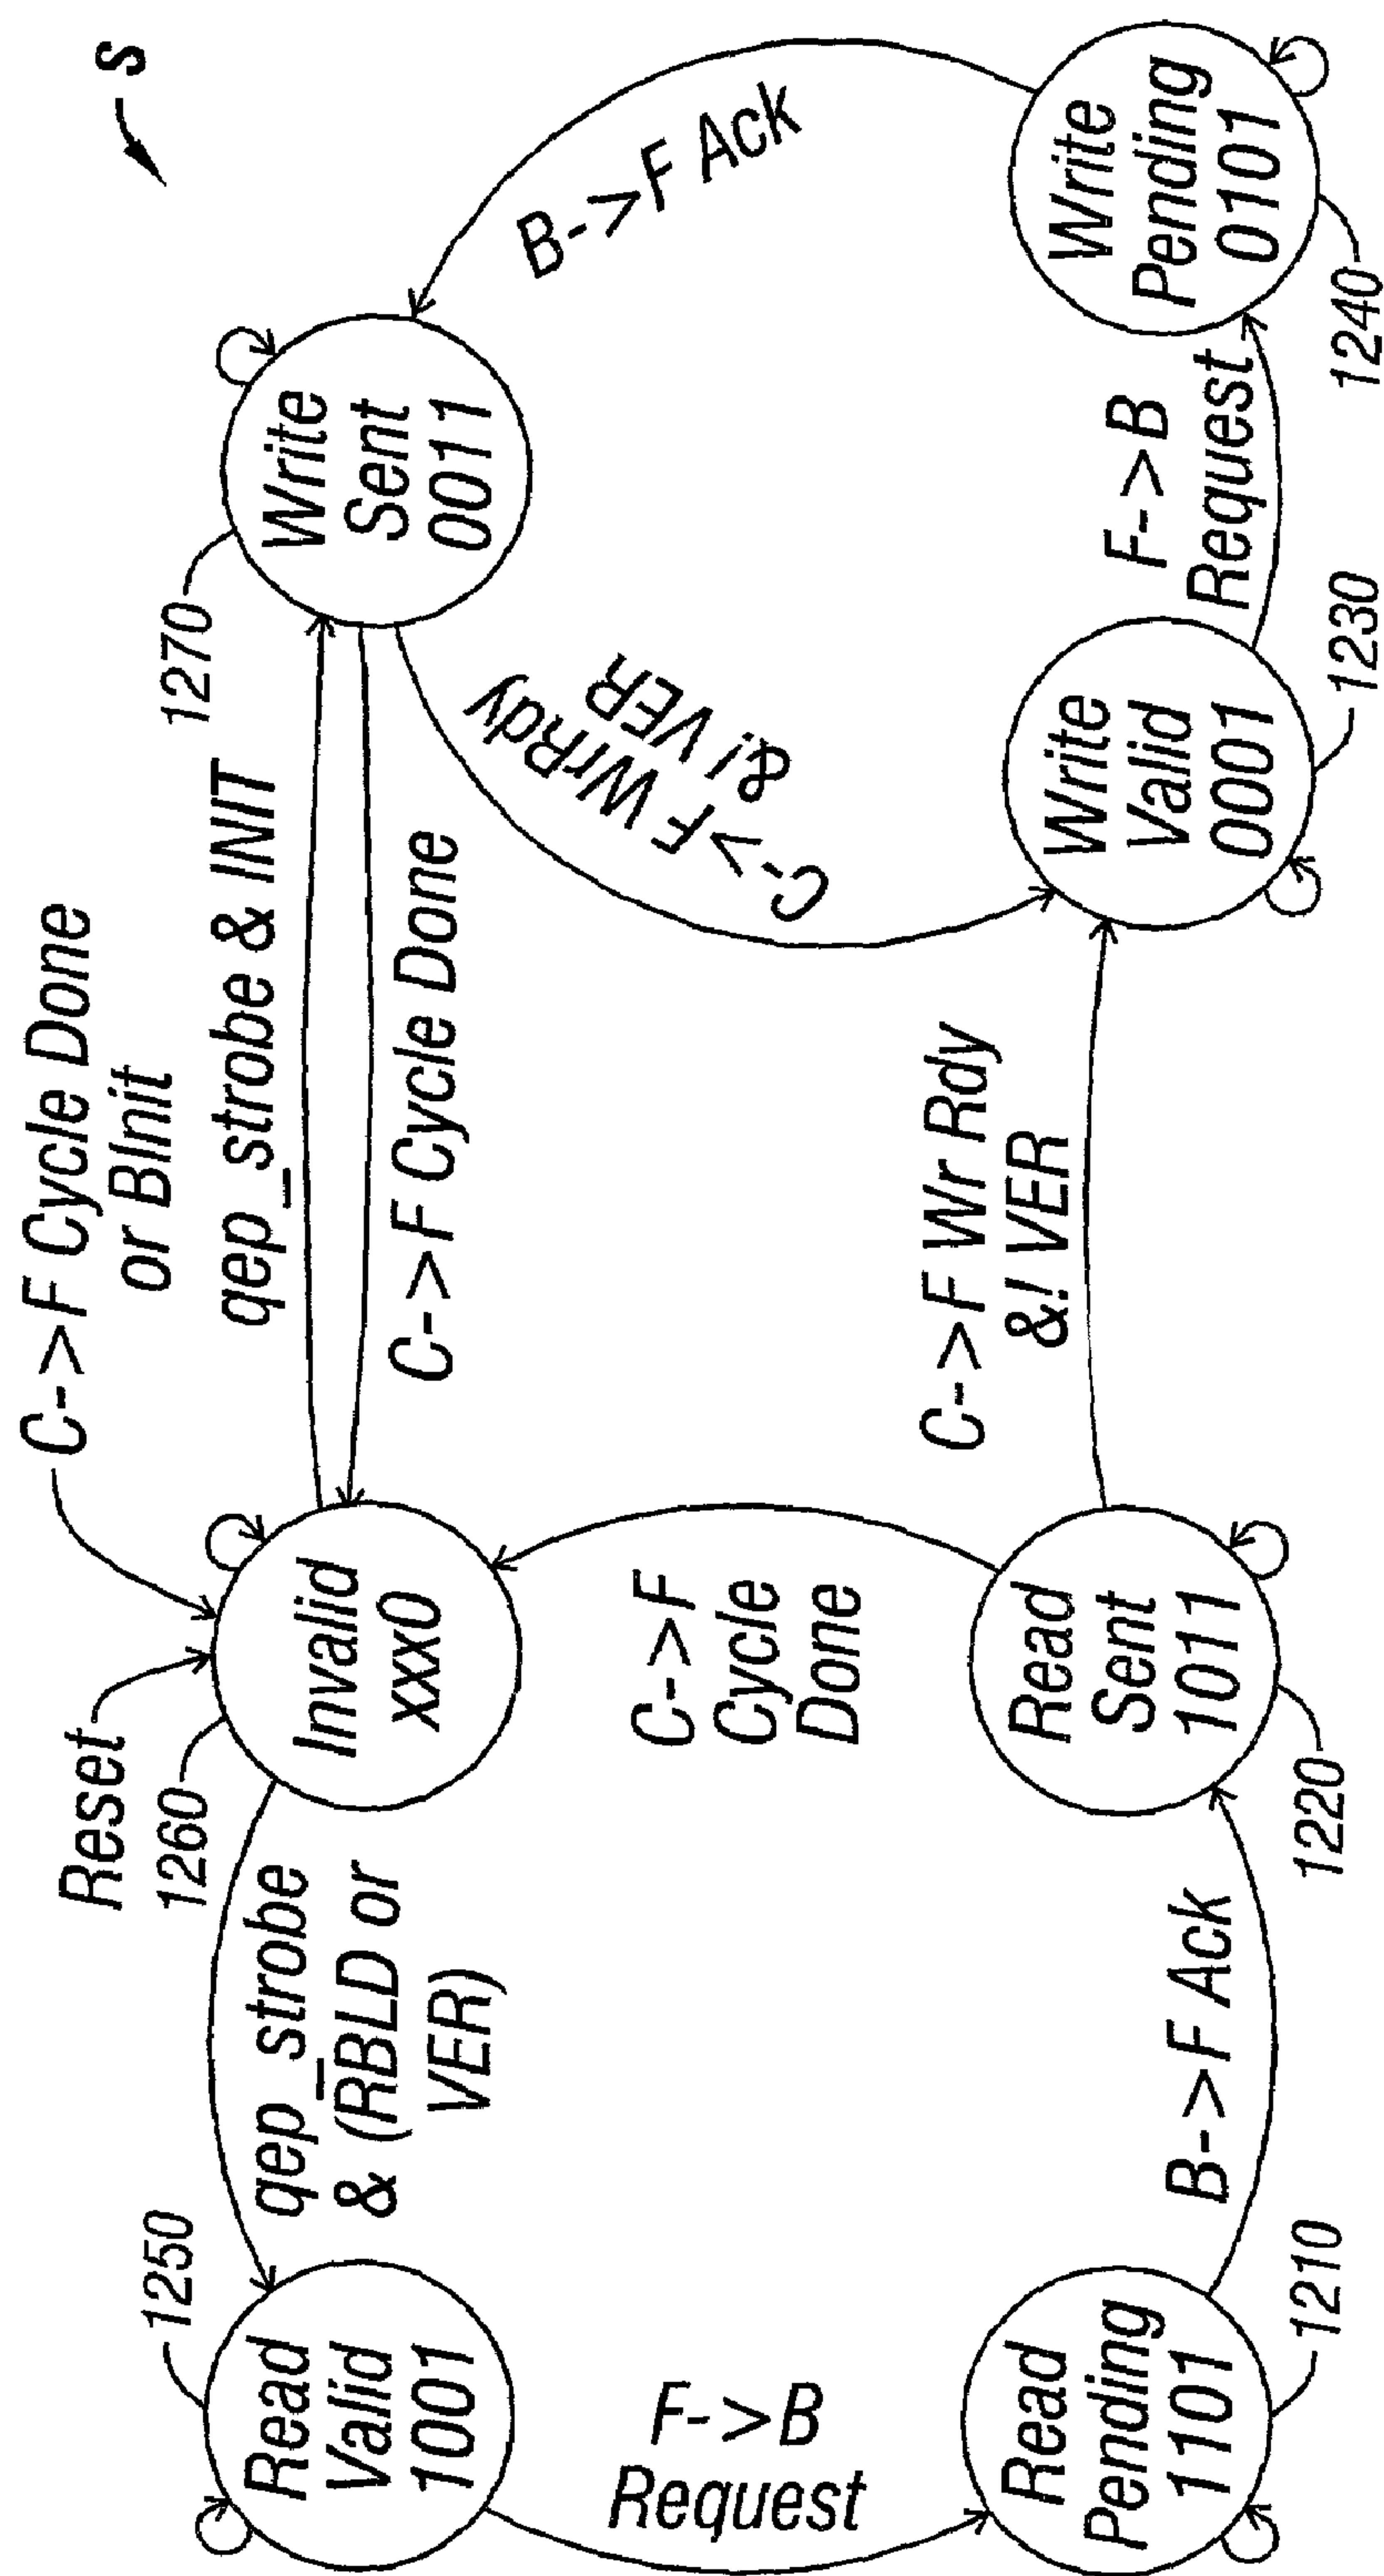 S
C->F Cycle Done
or BInit
Reset
1260
1250
1270
qep_strobe & INIT
qep_strobe
& (RBLD or
VER)
C->F Cycle Done
Read
Valid
1001
Invalid
xxx0
Write
Sent
0011
F->B
Request
C->F
Cycle
Done
C->F WrRdy
&! VER
B->F Ack
C->F Wr Rdy
&! VER
B->F Ack
F->B
Request
Read
Pending
1101
Read
Sent
1011
Write
Valid
0001
Write
Pending
0101
1210
1220
1230
1240